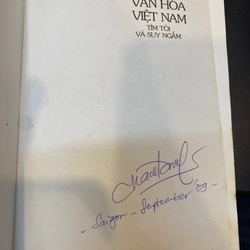 VĂN HÓA
VIỆT NAM
TÌM TÒI
VÀ SUY NGẪM
- Saigon - September '09 -